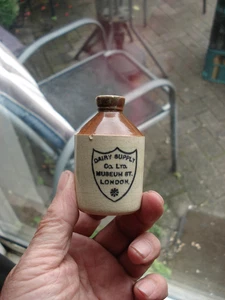 DAIRY SUPPLY
Co. LTD.
MUSEUM ST.
LONDON.